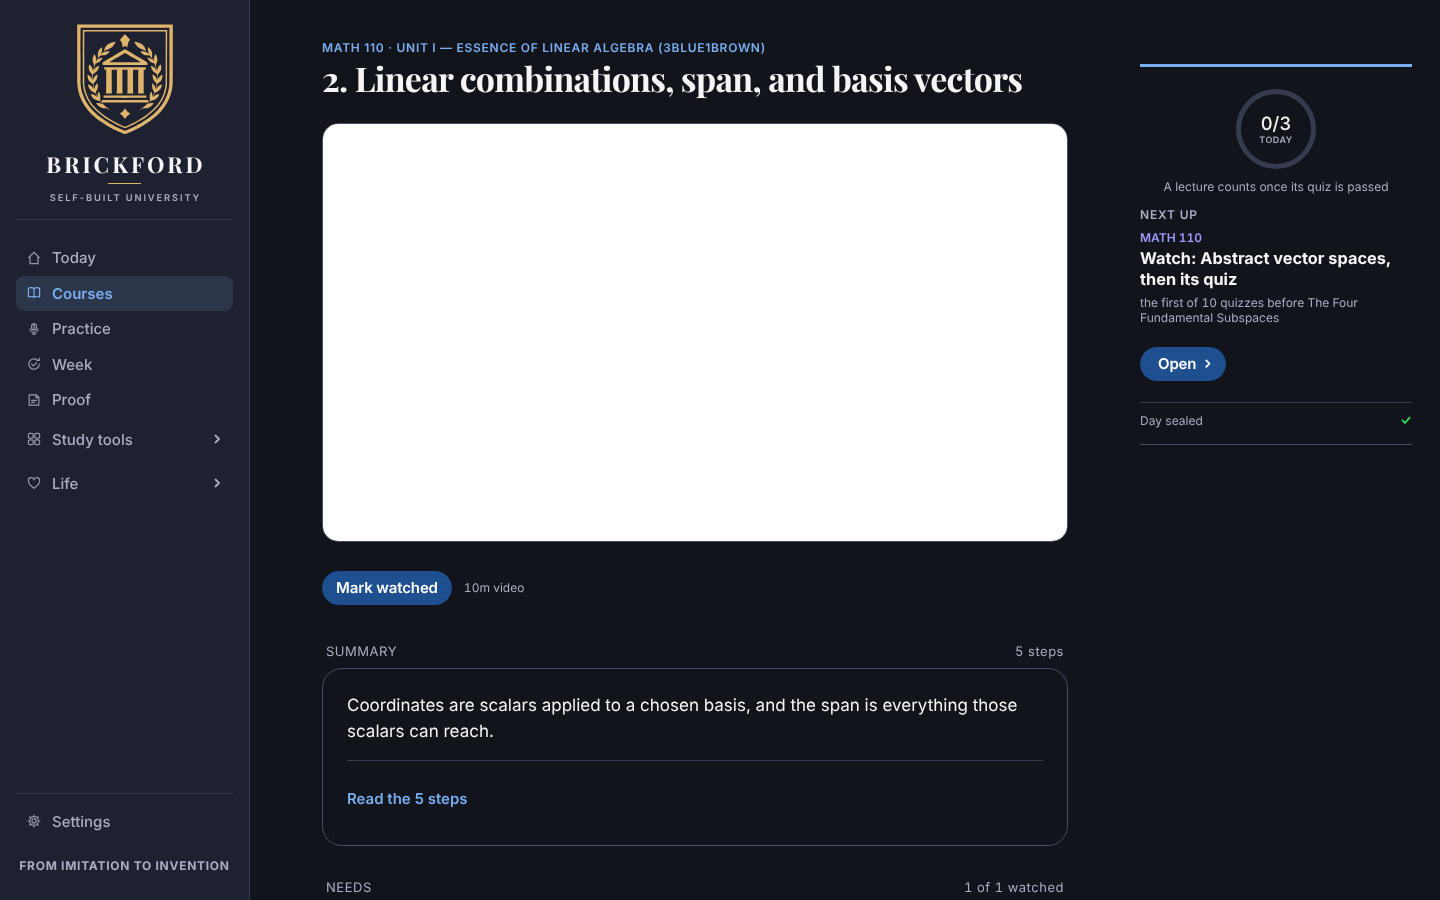 BRICKFORD
SELF-BUILT UNIVERSITY
Today
Courses
Practice
Week
Proof
Study tools
Life
Settings
FROM IMITATION TO INVENTION
MATH 110 · UNIT I — ESSENCE OF LINEAR ALGEBRA (3BLUE1BROWN)
2. Linear combinations, span, and basis vectors
Mark watched
10m video
SUMMARY
5 steps
Coordinates are scalars applied to a chosen basis, and the span is everything those
scalars can reach.
Read the 5 steps
NEEDS
1 of 1 watched
0/3
TODAY
A lecture counts once its quiz is passed
NEXT UP
MATH 110
Watch: Abstract vector spaces,
then its quiz
the first of 10 quizzes before The Four
Fundamental Subspaces
Open
Day sealed